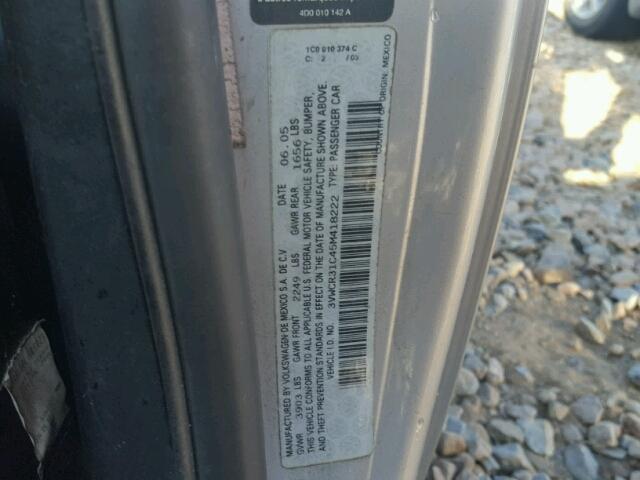 4D0 010 142 A
1C0 010 374 C
MANUFACTURED BY VOLKSWAGEN DE MEXICO S.A. DE C.V DATE 06.05
GVWR 3903 LBS GAWR FRONT 2249 LBS GAWR REAR 1656 LBS
THIS VEHICLE CONFORMS TO ALL APPLICABLE U.S. FEDERAL MOTOR VEHICLE SAFETY, BUMPER,
AND THEFT PREVENTION STANDARDS IN EFFECT ON THE DATE OF MANUFACTURE SHOWN ABOVE.
VEHICLE I.D. NO. 3VWCR31C45M418222 TYPE: PASSENGER CAR
COUNTRY OF ORIGIN: MEXICO